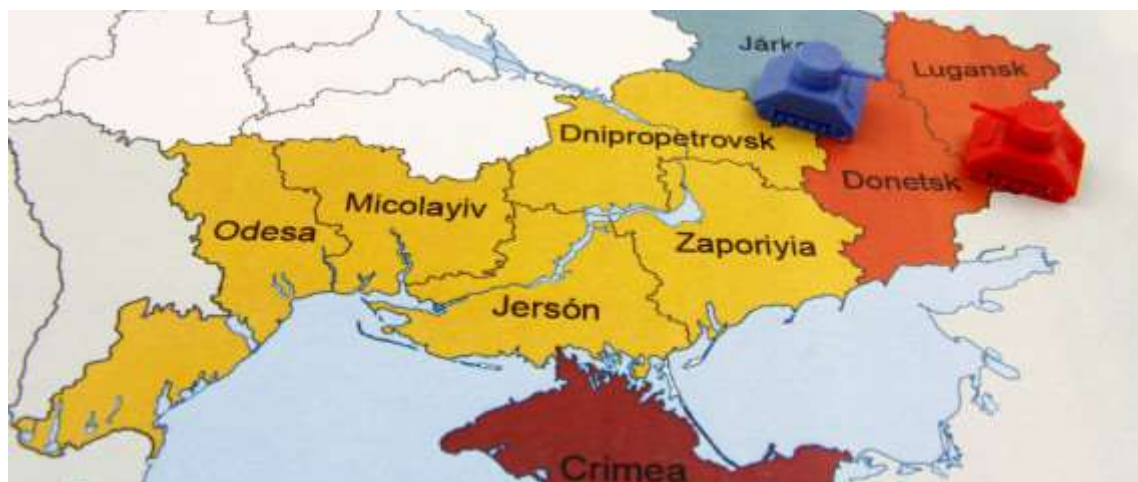 Lugansk
Dnipropetrovsk
Donetsk
Micolayiv
Odesa
Zaporiyia
Jersón
Crimea